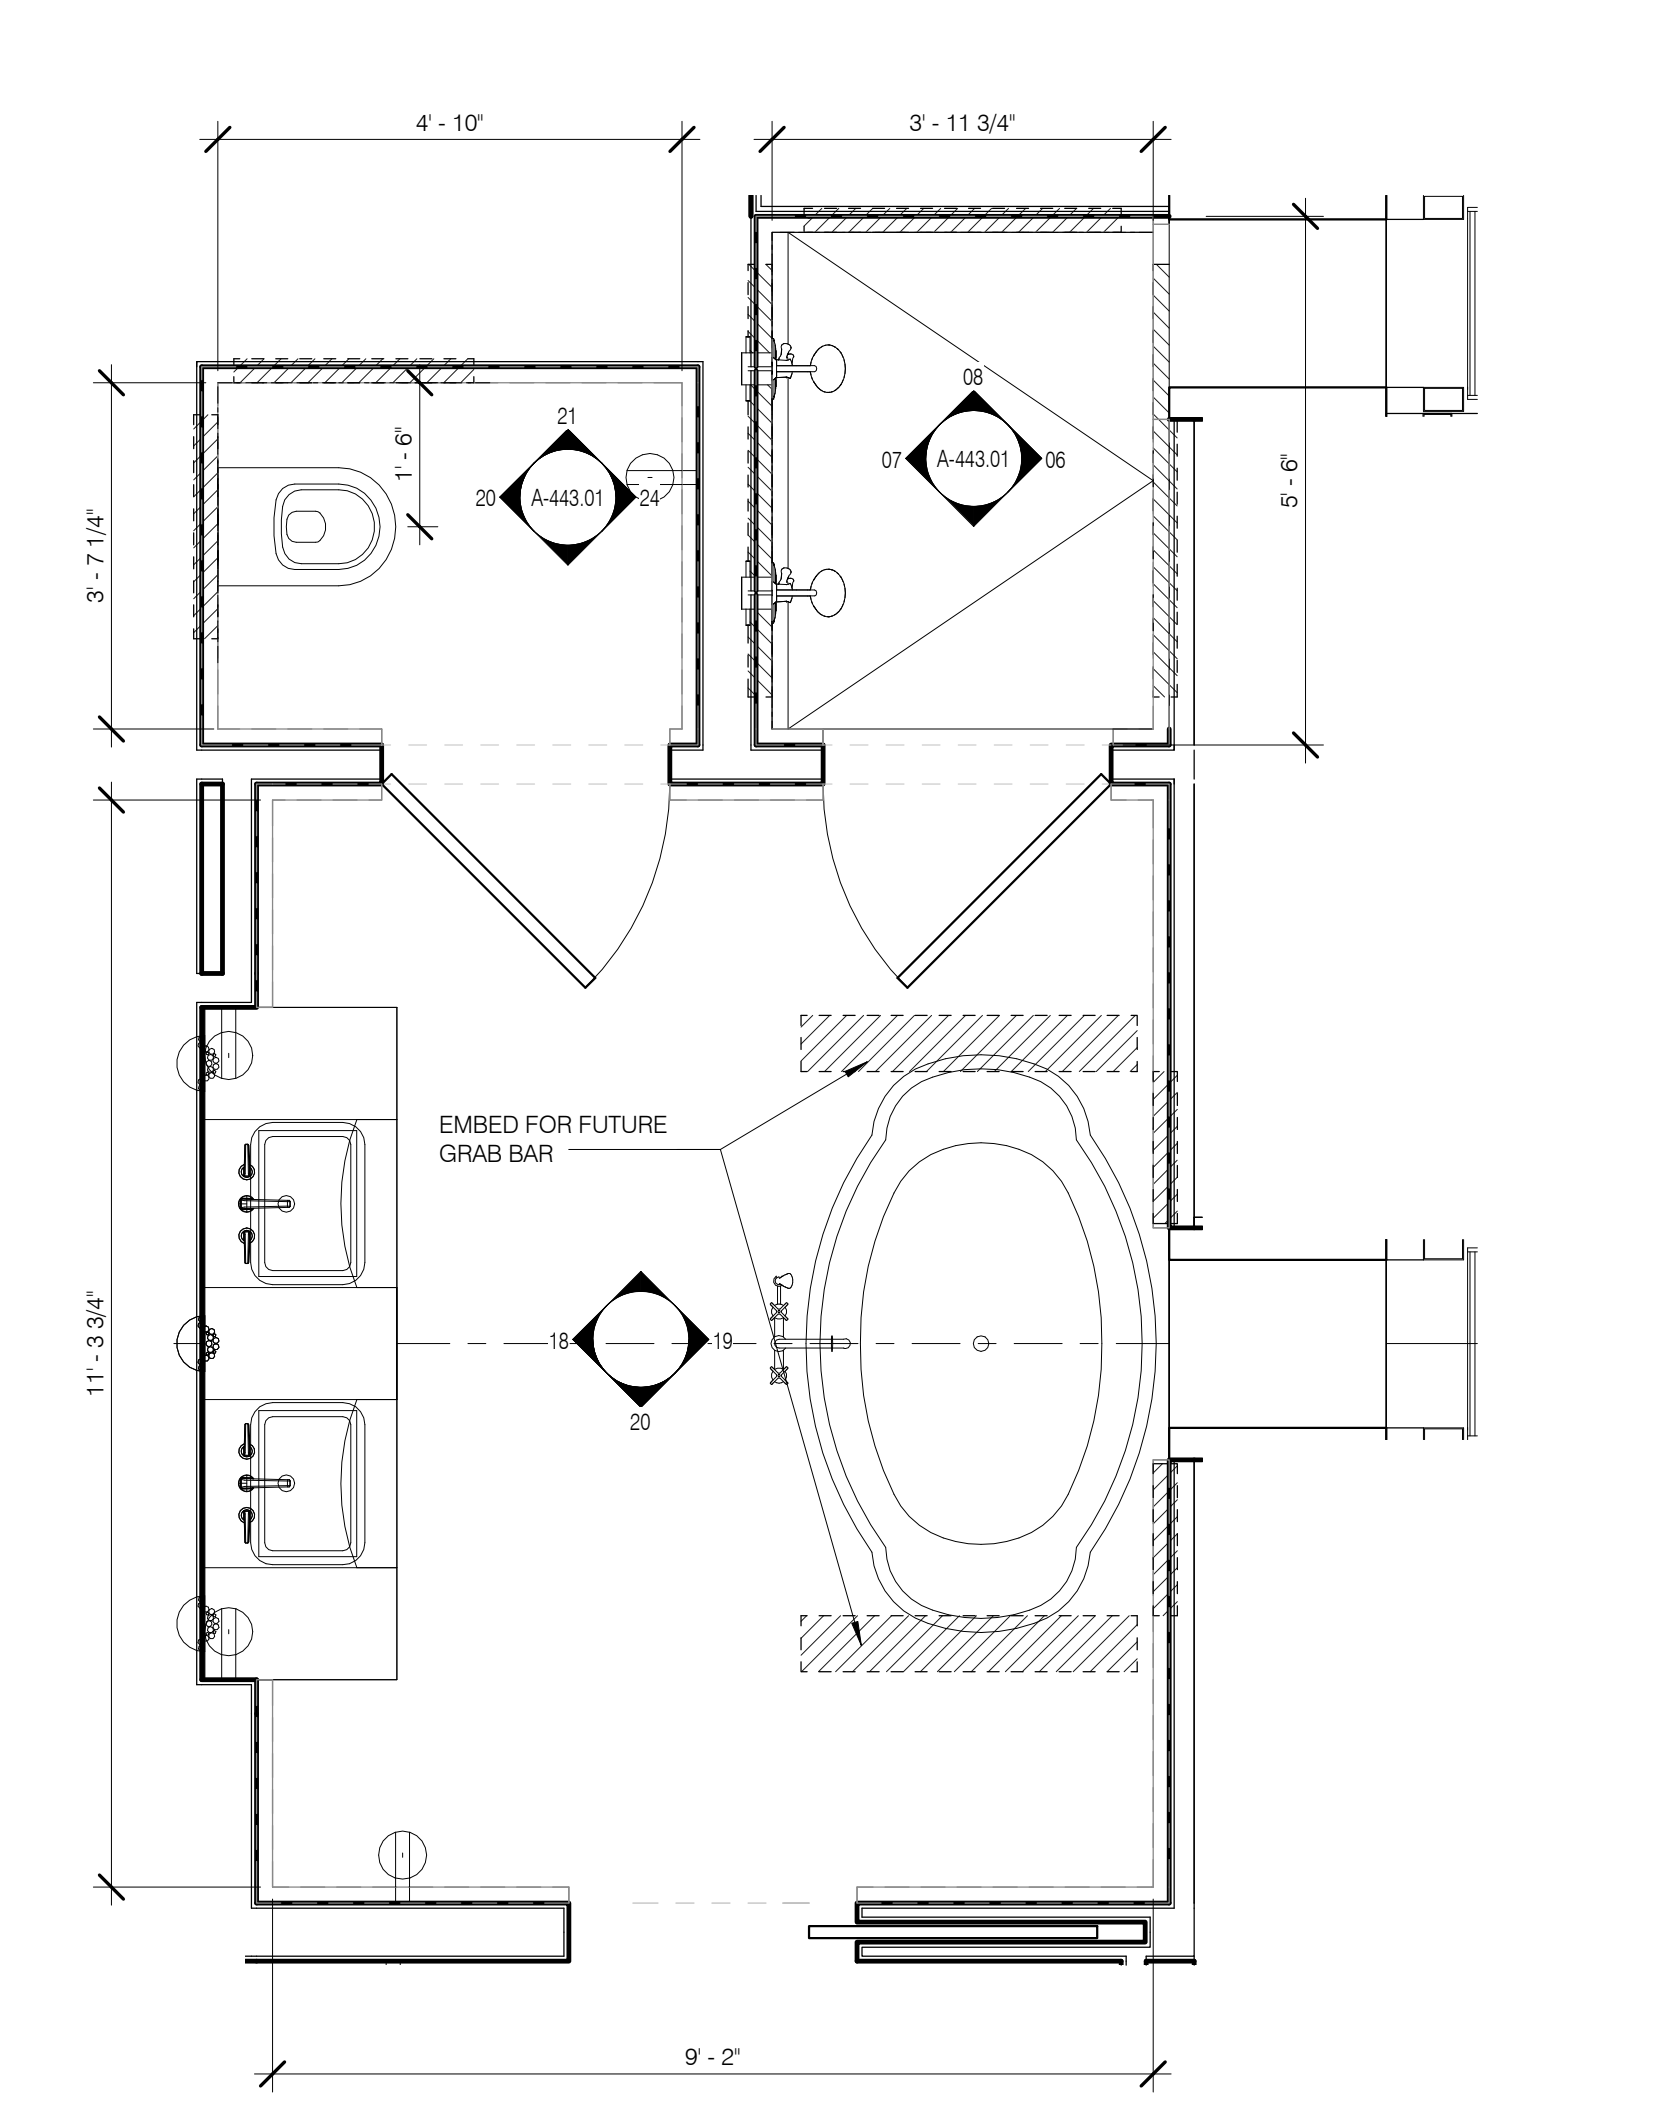 4' - 10"
3' - 11 3/4"
08
07 A-443.01 06
21
1' - 6"
20 A-443.01 24
5' - 6"
3' - 7 1/4"
EMBED FOR FUTURE
GRAB BAR
11' - 3 3/4"
18 19
20
9' - 2"